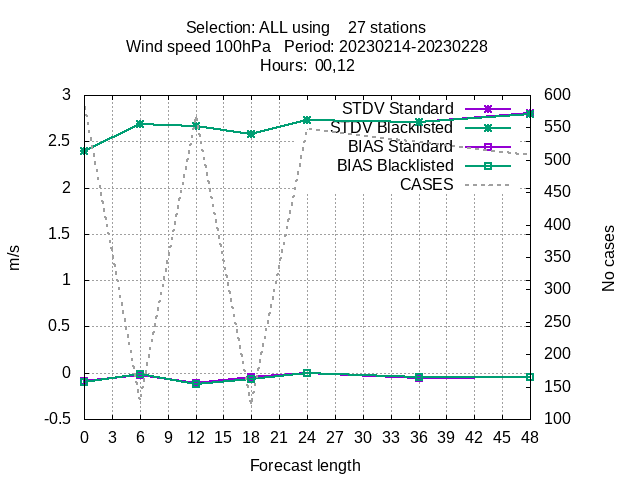 Selection: ALL using 27 stations
Wind speed 100hPa Period: 20230214-20230228
Hours: 00,12
3
2.5
2
1.5
1
0.5
0
-0.5
m/s
STDV Standard
STDV Blacklisted
BIAS Standard
BIAS Blacklisted
CASES
600
550
500
450
400
350
300
250
200
150
100
No cases
0 3 6 9 12 15 18 21 24 27 30 33 36 39 42 45 48
Forecast length